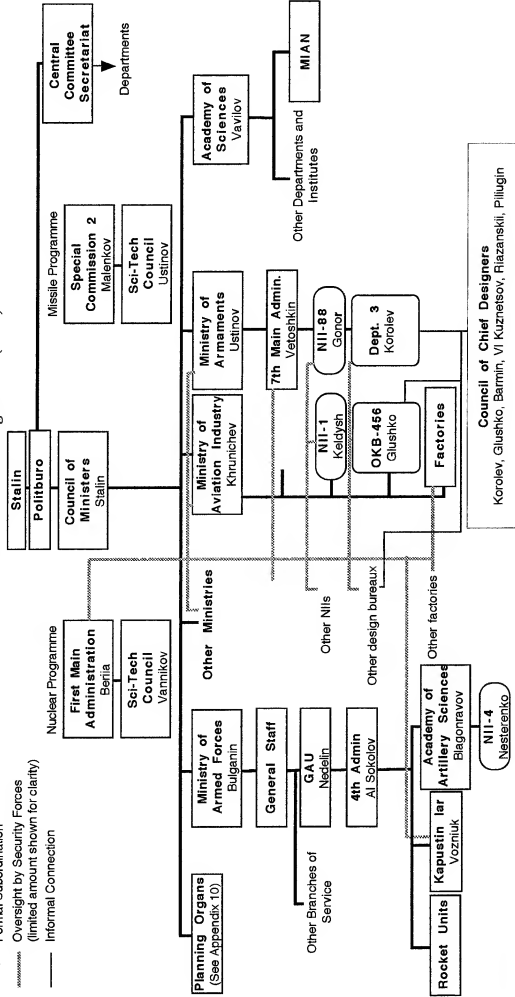 Oversight by Security Forces
(limited amount shown for clarity)
Informal Connection
Stalin
Politburo
Council of
Ministers
Stalin
Central
Committee
Secretariat
Departments
Nuclear Programme
First Main
Administration
Beriia
Sci-Tech
Council
Vannikov
Missile Programme
Special
Commission 2
Malenkov
Sci-Tech
Council
Ustinov
Planning Organs
(See Appendix 10)
Ministry of
Armed Forces
Bulganin
General Staff
Other Branches of
Service
GAU
Nedelin
4th Admin
AI Sokolov
Rocket Units
Kapustin Iar
Vozniuk
Academy of
Artillery Sciences
Blagonravov
NII-4
Nesterenko
Other Ministries
Other NIIs
Other design bureaux
Other factories
Ministry of
Aviation Industry
Khrunichev
NII-1
Keldysh
OKB-456
Glushko
Factories
Ministry of
Armaments
Ustinov
7th Main Admin.
Vetoshkin
NII-88
Gonor
Dept. 3
Korolev
Academy of
Sciences
Vavilov
Other Departments and
Institutes
MIAN
Council of Chief Designers
Korolev, Glushko, Barmin, VI Kuznetsov, Riazanskii, Piliugin